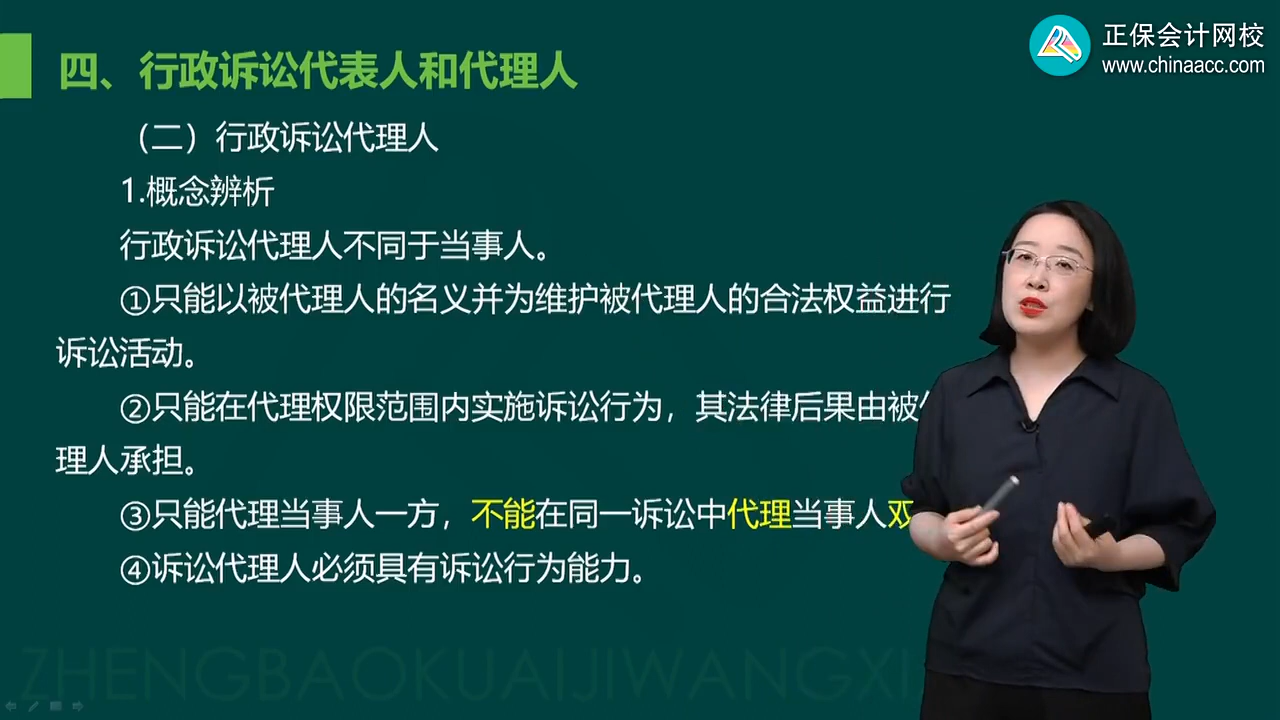 正保会计网校
www.chinaacc.com
四、行政诉讼代表人和代理人
（二）行政诉讼代理人
1.概念辨析
行政诉讼代理人不同于当事人。
①只能以被代理人的名义并为维护被代理人的合法权益进行
诉讼活动。
②只能在代理权限范围内实施诉讼行为，其法律后果由被
理人承担。
③只能代理当事人一方，不能在同一诉讼中代理当事人双
④诉讼代理人必须具有诉讼行为能力。
ZHENGBAOKUAIJIWANGXI